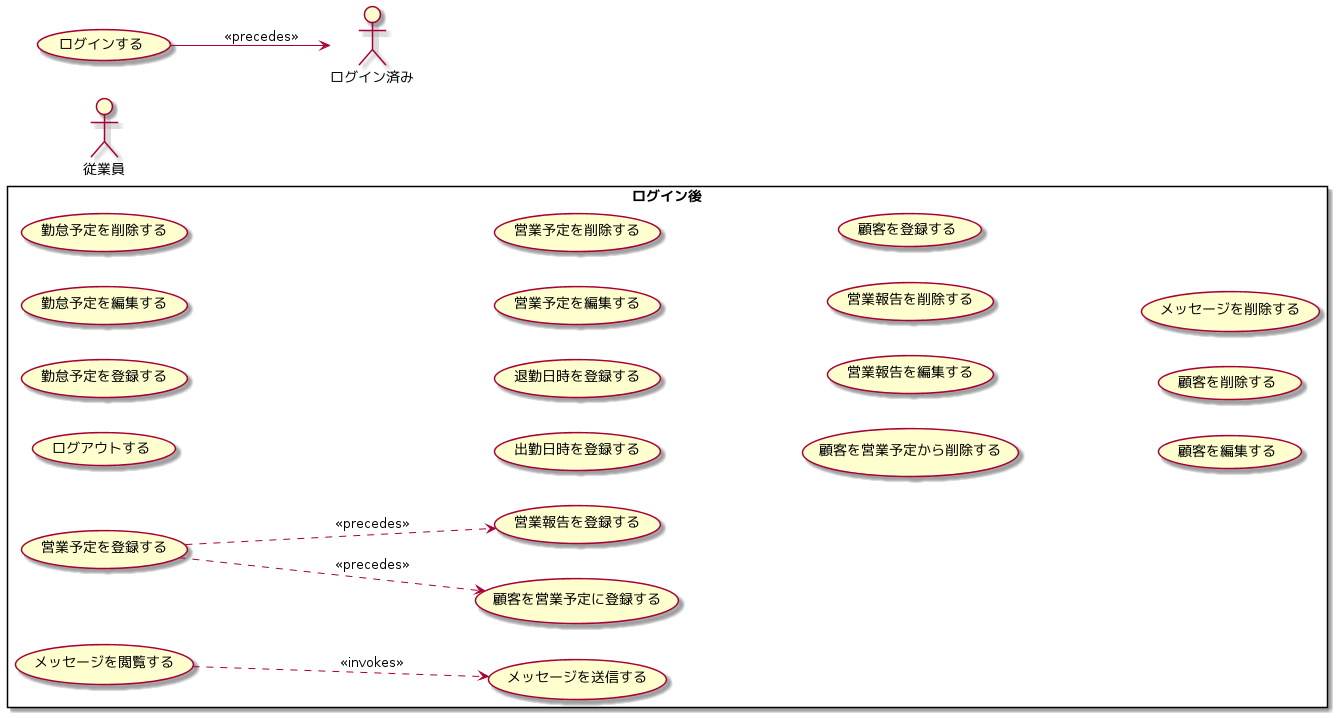 ログインする
«precedes»
ログイン済み
従業員
ログイン後
勤怠予定を削除する
営業予定を削除する
顧客を登録する
勤怠予定を編集する
営業予定を編集する
営業報告を削除する
メッセージを削除する
勤怠予定を登録する
退勤日時を登録する
営業報告を編集する
顧客を削除する
ログアウトする
出勤日時を登録する
顧客を営業予定から削除する
顧客を編集する
営業予定を登録する
«precedes»
営業報告を登録する
«precedes»
顧客を営業予定に登録する
メッセージを閲覧する
«invokes»
メッセージを送信する